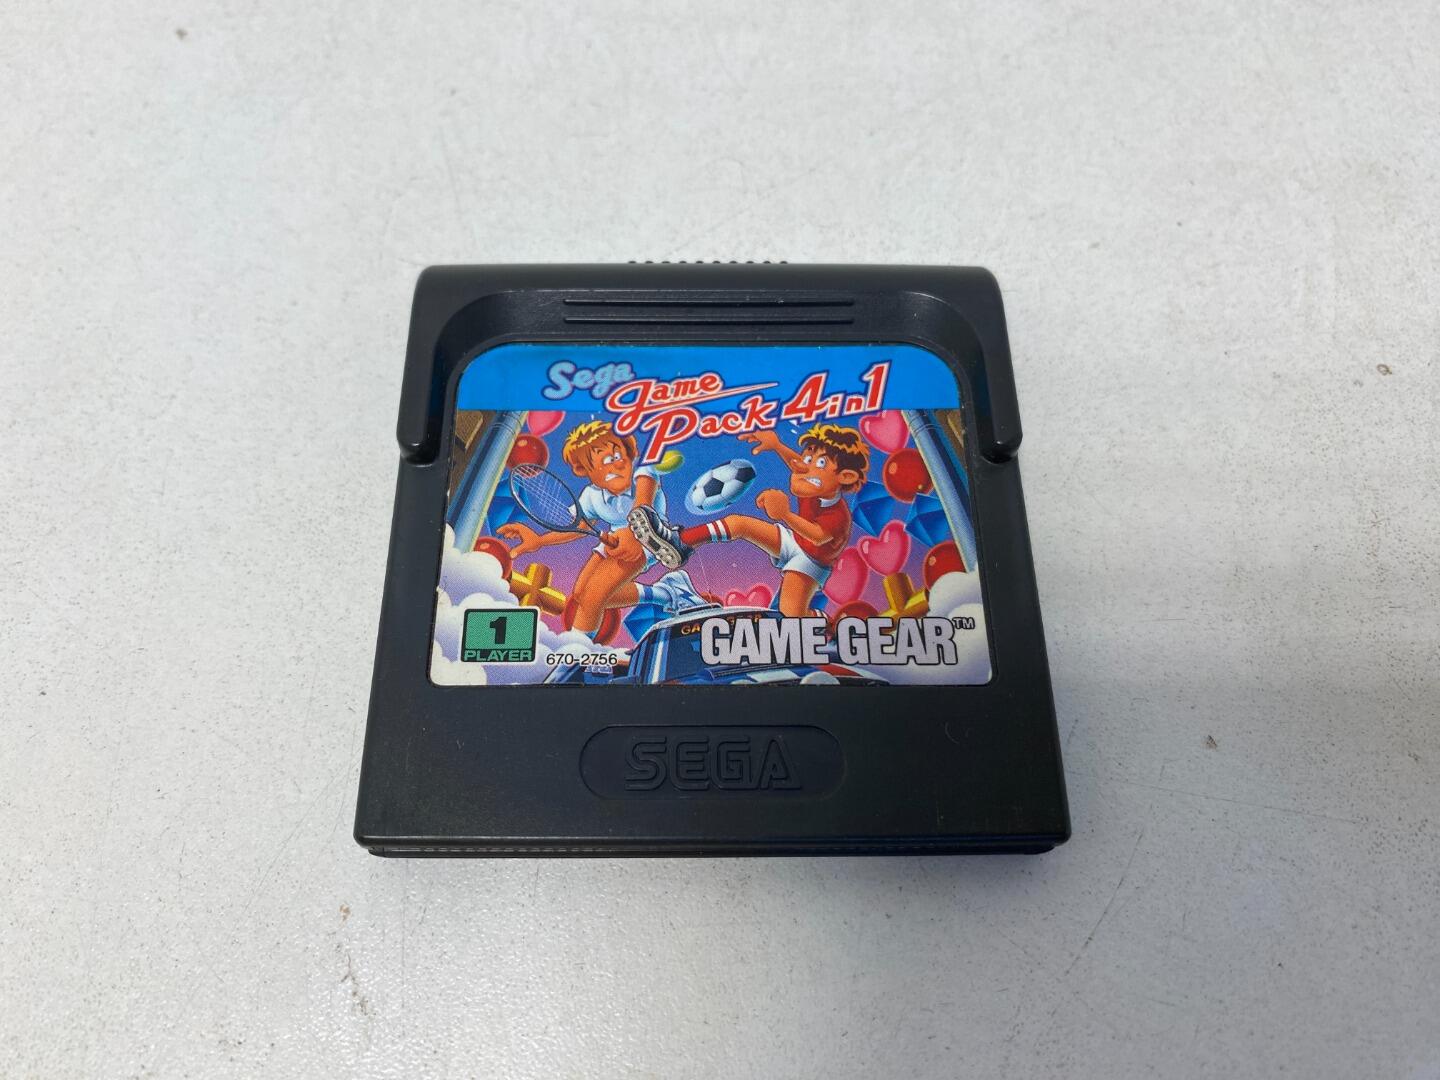 Sega
Game
Pack 4 in 1
1
PLAYER
670-2756
GAME GEAR™
SEGA